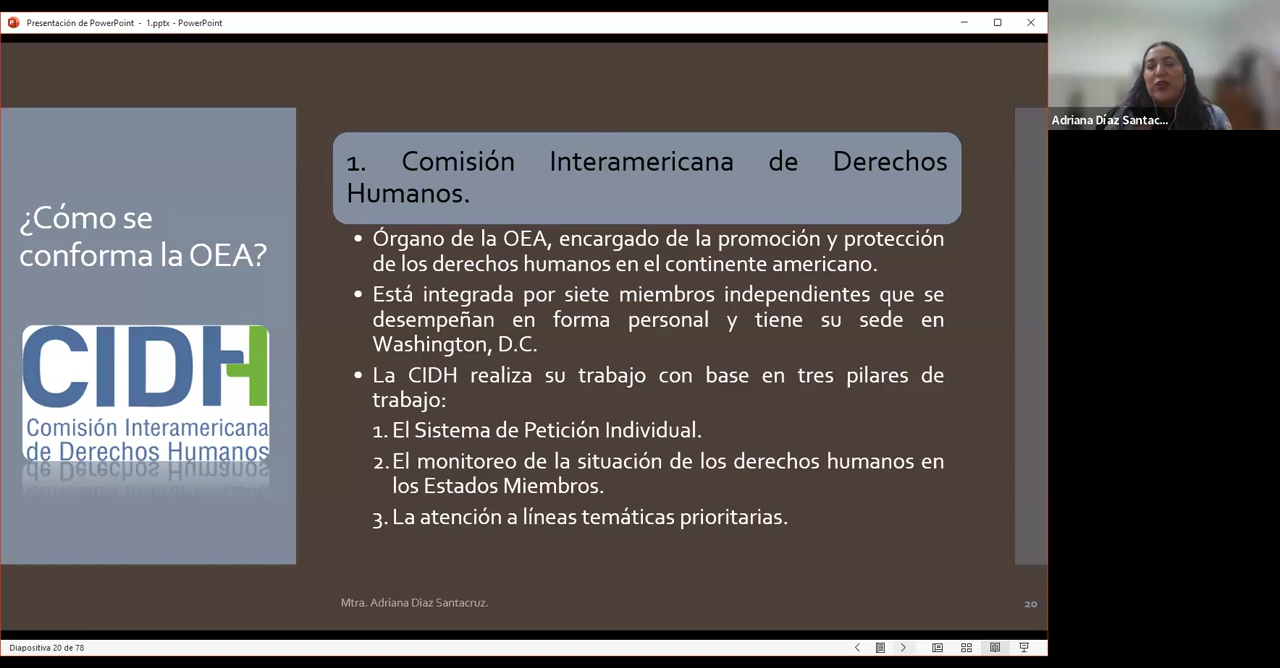 Presentación de PowerPoint - 1.pptx - PowerPoint
Adriana Díaz Santac...
¿Cómo se
conforma la OEA?
CIDH
Comisión Interamericana
de Derechos Humanos
1. Comisión Interamericana de Derechos
Humanos.
• Órgano de la OEA, encargado de la promoción y protección
de los derechos humanos en el continente americano.
• Está integrada por siete miembros independientes que se
desempeñan en forma personal y tiene su sede en
Washington, D.C.
• La CIDH realiza su trabajo con base en tres pilares de
trabajo:
1. El Sistema de Petición Individual.
2. El monitoreo de la situación de los derechos humanos en
los Estados Miembros.
3. La atención a líneas temáticas prioritarias.
Mtra. Adriana Dìaz Santacruz.
20
Diapositiva 20 de 78